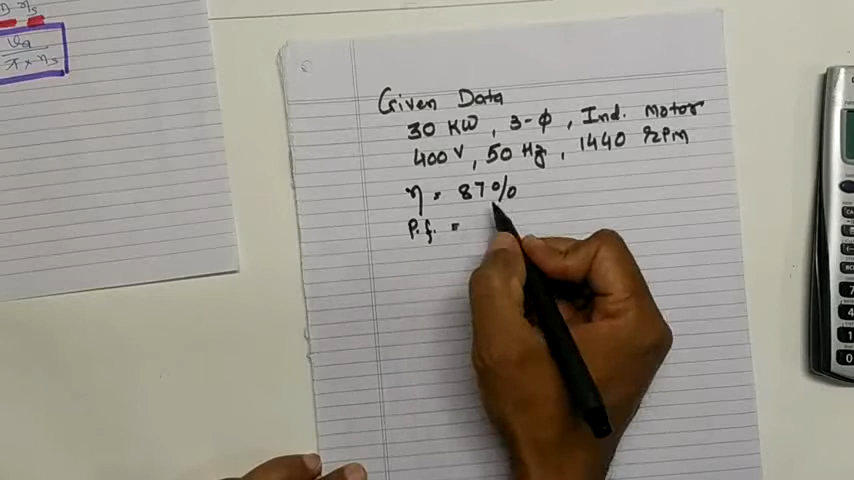 Given Data
30 KW, 3-ϕ, Ind. Motor
400 V, 50 Hz, 1440 RPM
η = 87%
P.f. =